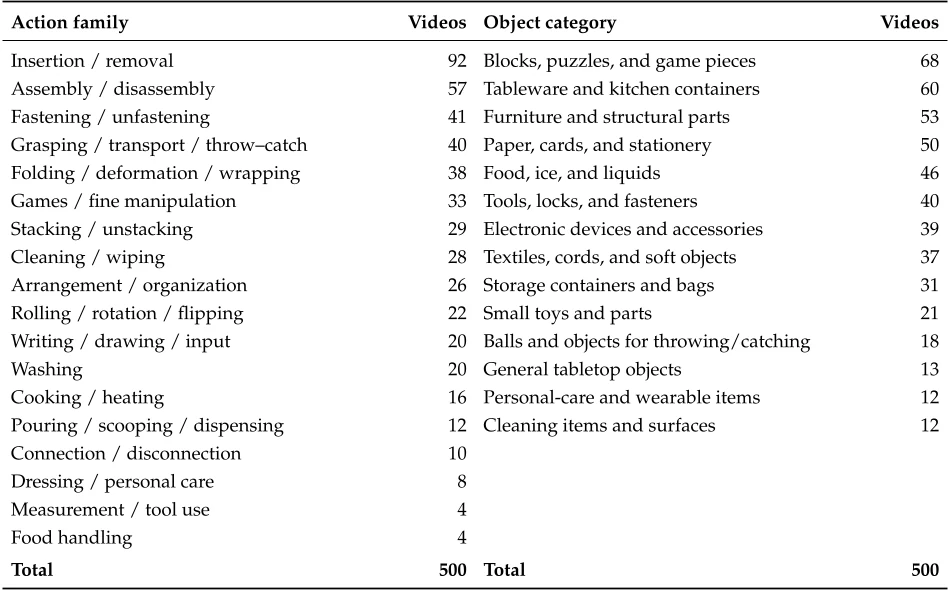 Action family Videos Object category Videos
Insertion / removal 92 Blocks, puzzles, and game pieces 68
Assembly / disassembly 57 Tableware and kitchen containers 60
Fastening / unfastening 41 Furniture and structural parts 53
Grasping / transport / throw–catch 40 Paper, cards, and stationery 50
Folding / deformation / wrapping 38 Food, ice, and liquids 46
Games / fine manipulation 33 Tools, locks, and fasteners 40
Stacking / unstacking 29 Electronic devices and accessories 39
Cleaning / wiping 28 Textiles, cords, and soft objects 37
Arrangement / organization 26 Storage containers and bags 31
Rolling / rotation / flipping 22 Small toys and parts 21
Writing / drawing / input 20 Balls and objects for throwing/catching 18
Washing 20 General tabletop objects 13
Cooking / heating 16 Personal-care and wearable items 12
Pouring / scooping / dispensing 12 Cleaning items and surfaces 12
Connection / disconnection 10
Dressing / personal care 8
Measurement / tool use 4
Food handling 4
Total 500 Total 500